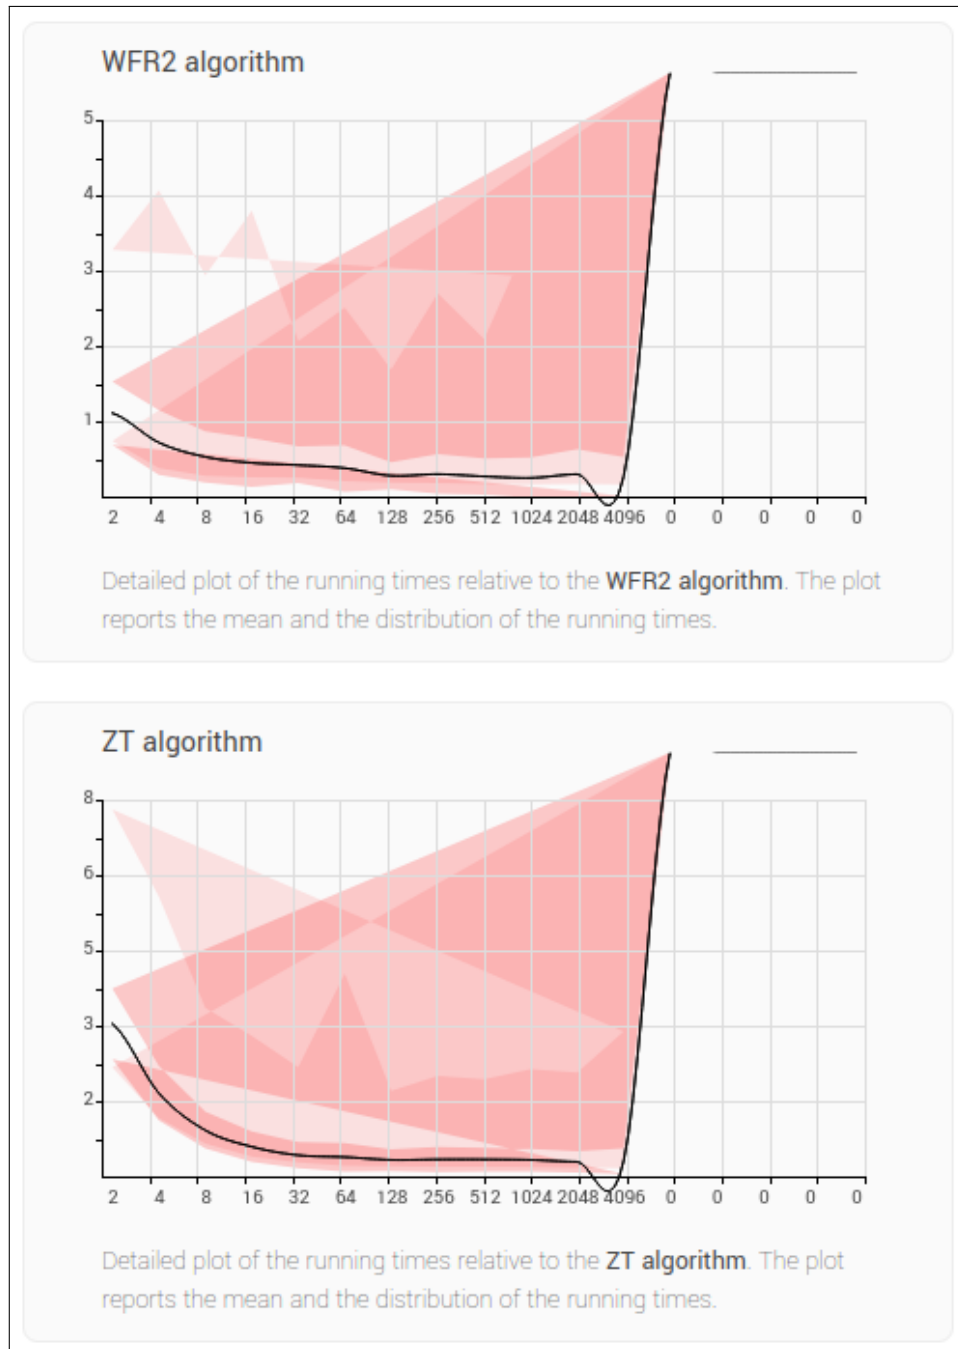 WFR2 algorithm
5
4
3
2
1
2 4 8 16 32 64 128 256 512 1024 2048 4096 0 0 0 0 0
Detailed plot of the running times relative to the WFR2 algorithm. The plot
reports the mean and the distribution of the running times.
ZT algorithm
8
6
5
3
2
2 4 8 16 32 64 128 256 512 1024 2048 4096 0 0 0 0 0
Detailed plot of the running times relative to the ZT algorithm. The plot
reports the mean and the distribution of the running times.